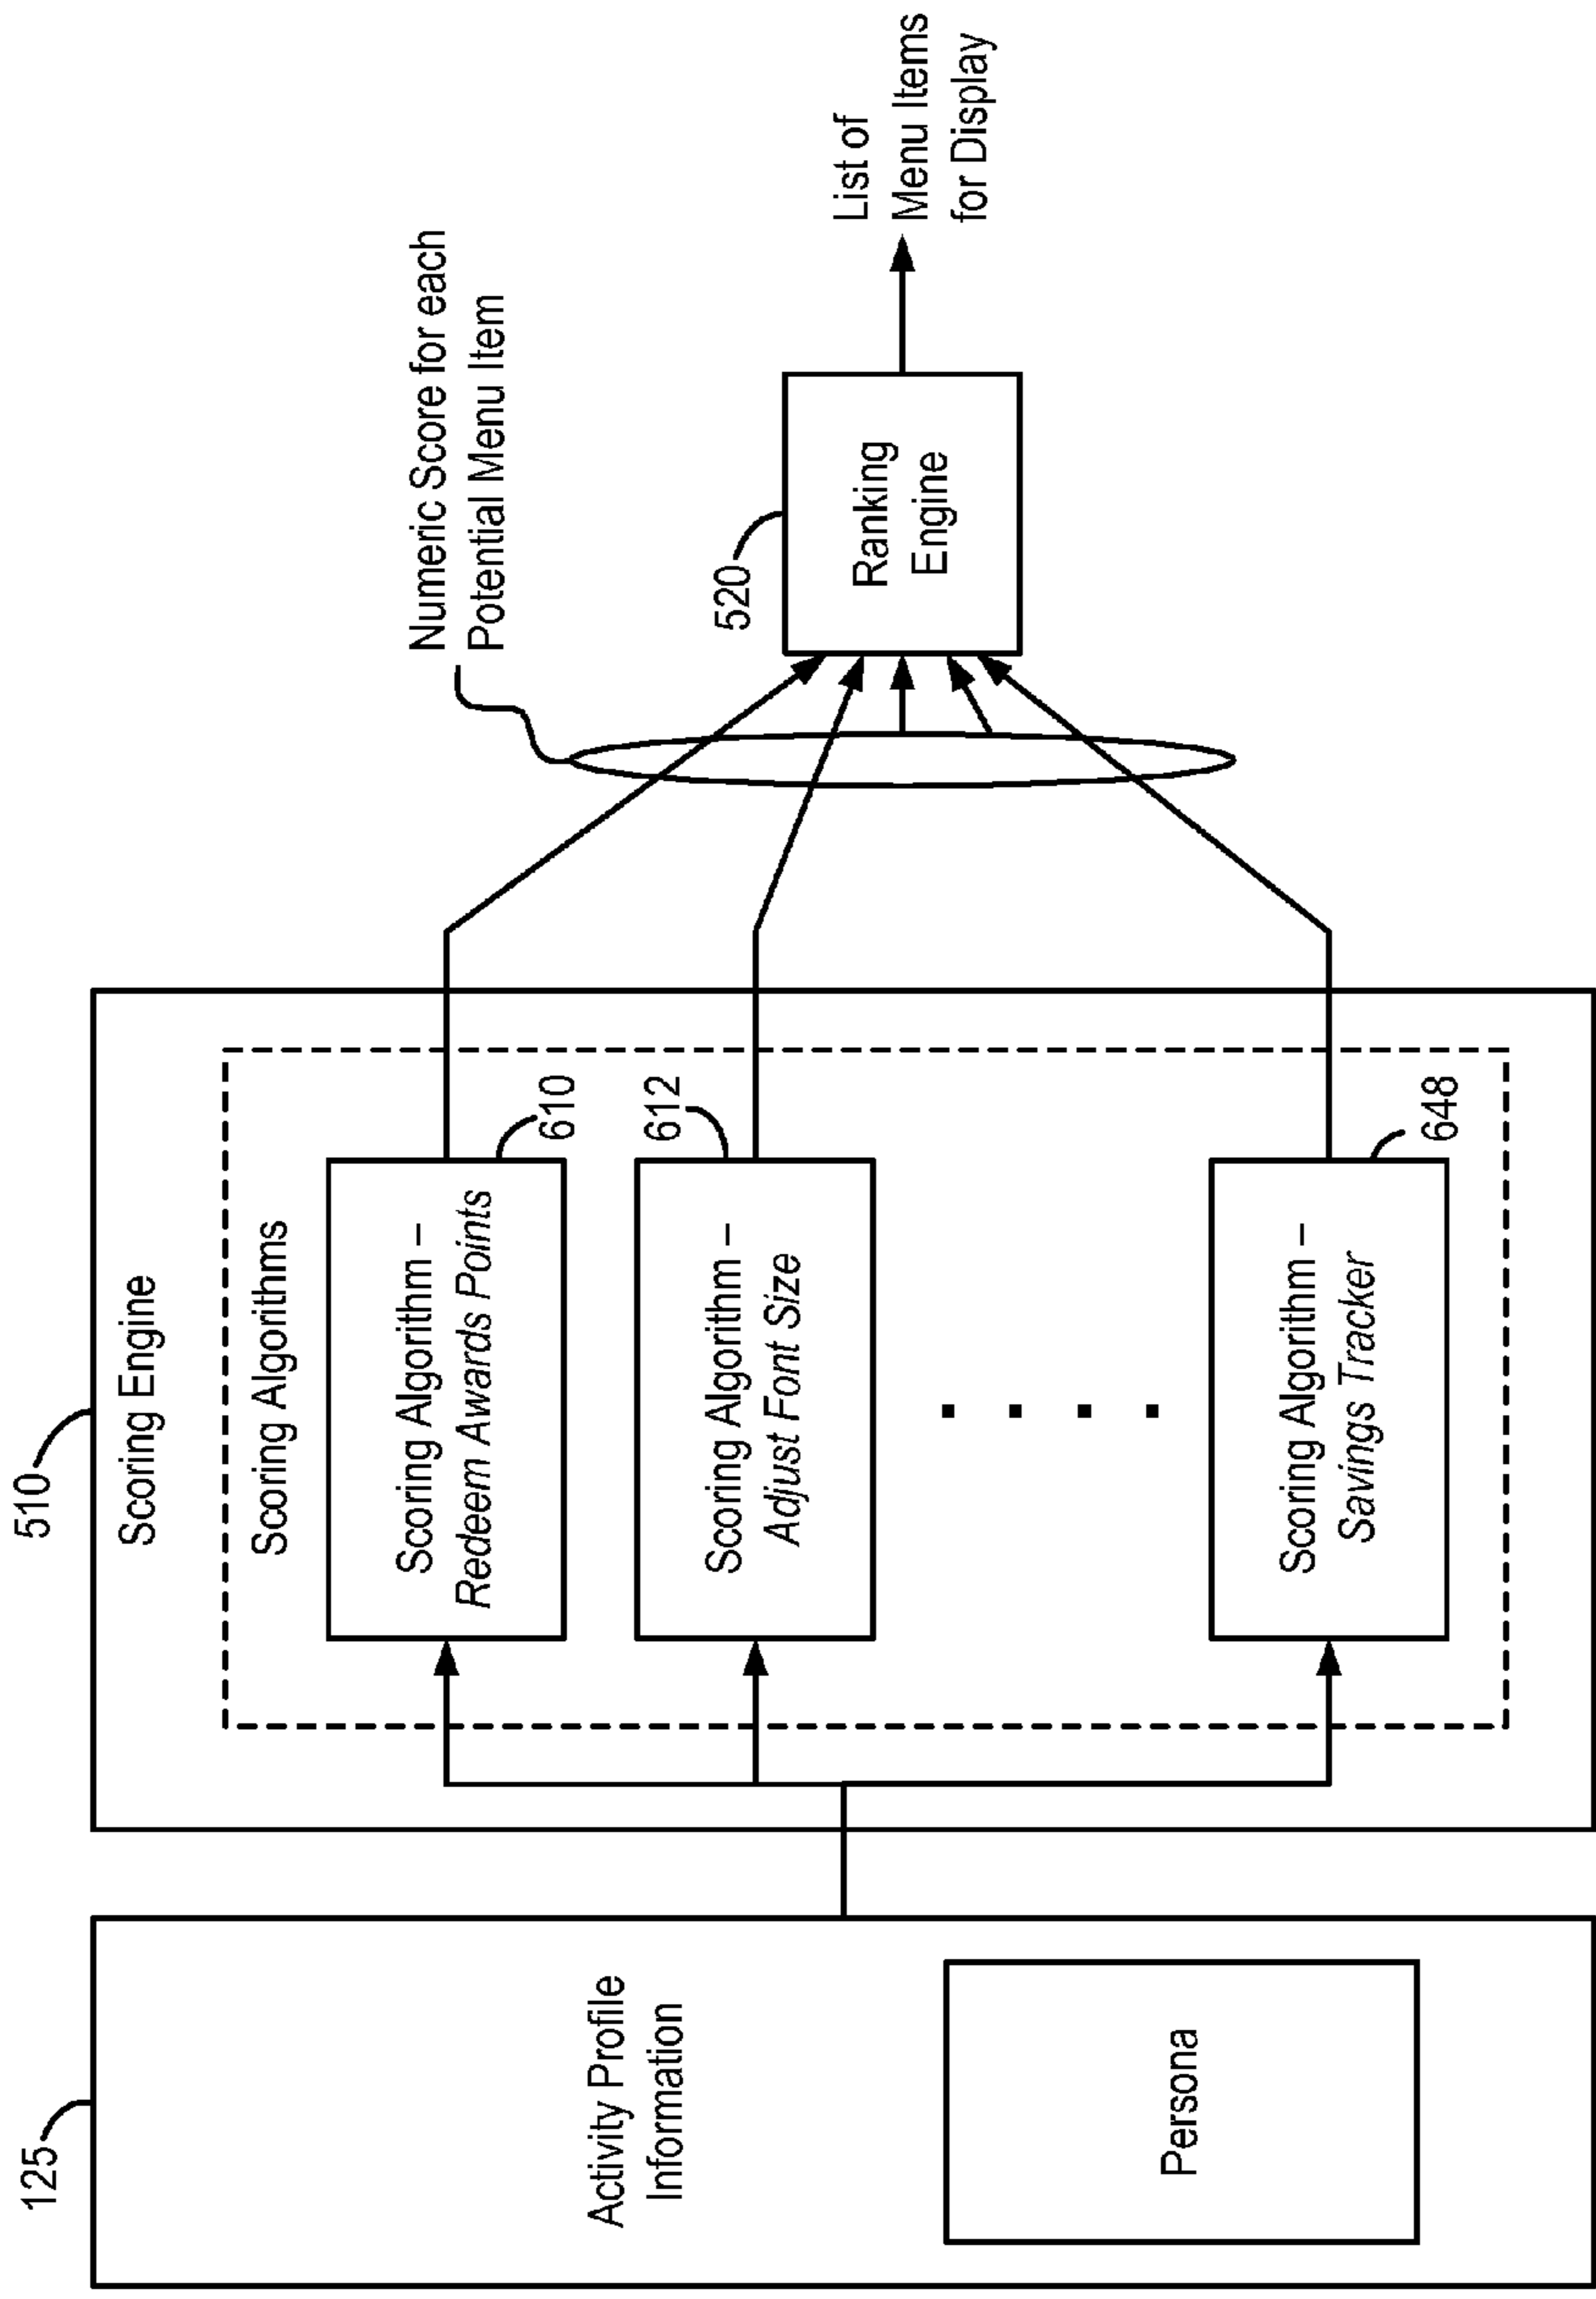 125
Activity Profile
Information
Persona
510
Scoring Engine
Scoring Algorithms
Scoring Algorithm –
Redeem Awards Points
610
Scoring Algorithm –
Adjust Font Size
612
Scoring Algorithm –
Savings Tracker
648
Numeric Score for each
Potential Menu Item
520
Ranking
Engine
List of
Menu Items
for Display